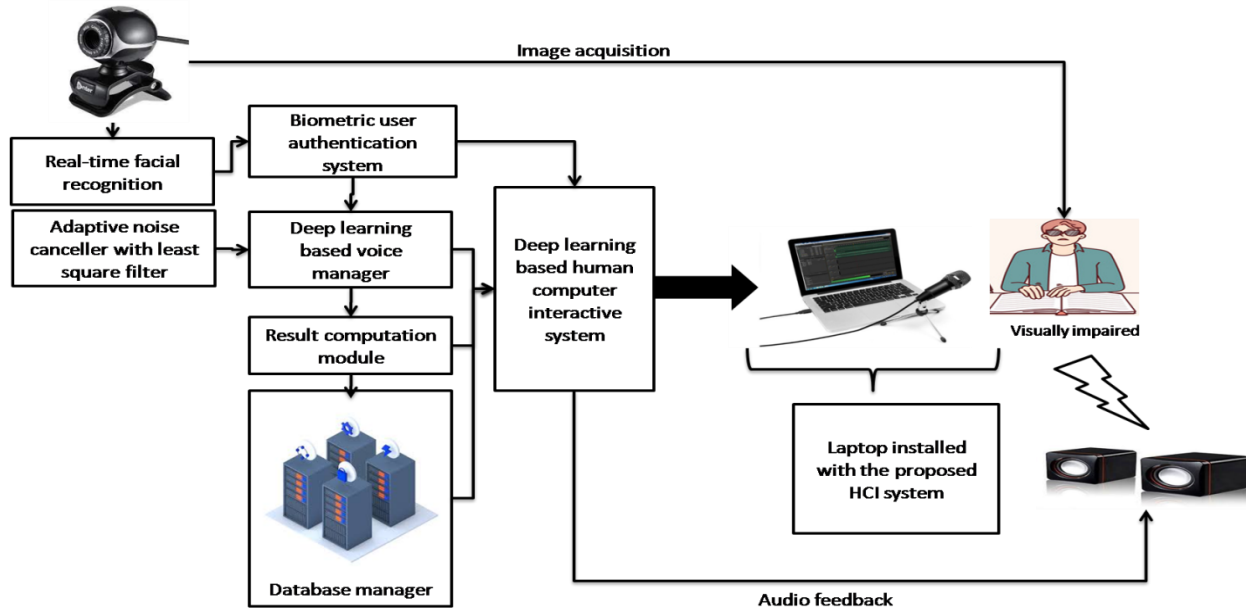 Image acquisition
Biometric user
authentication
system
Real-time facial
recognition
Adaptive noise
canceller with least
square filter
Deep learning
based voice
manager
Deep learning
based human
computer
interactive
system
Result computation
module
Visually impaired
Laptop installed
with the proposed
HCI system
Database manager
Audio feedback